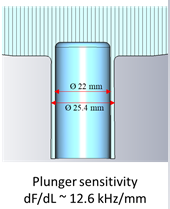 Ø 22 mm
Ø 25.4 mm
Plunger sensitivity
dF/dL ~ 12.6 kHz/mm